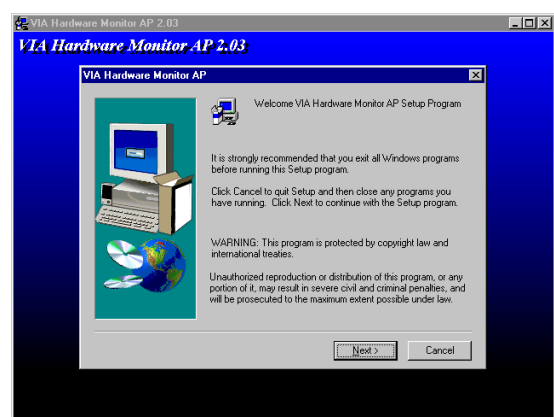 VIA Hardware Monitor AP 2.03
VIA Hardware Monitor AP 2.03
VIA Hardware Monitor AP
Welcome VIA Hardware Monitor AP Setup Program
It is strongly recommended that you exit all Windows programs
before running this Setup program.
Click Cancel to quit Setup and then close any programs you
have running. Click Next to continue with the Setup program.
WARNING: This program is protected by copyright law and
international treaties.
Unauthorized reproduction or distribution of this program, or any
portion of it, may result in severe civil and criminal penalties, and
will be prosecuted to the maximum extent possible under law.
Next >
Cancel